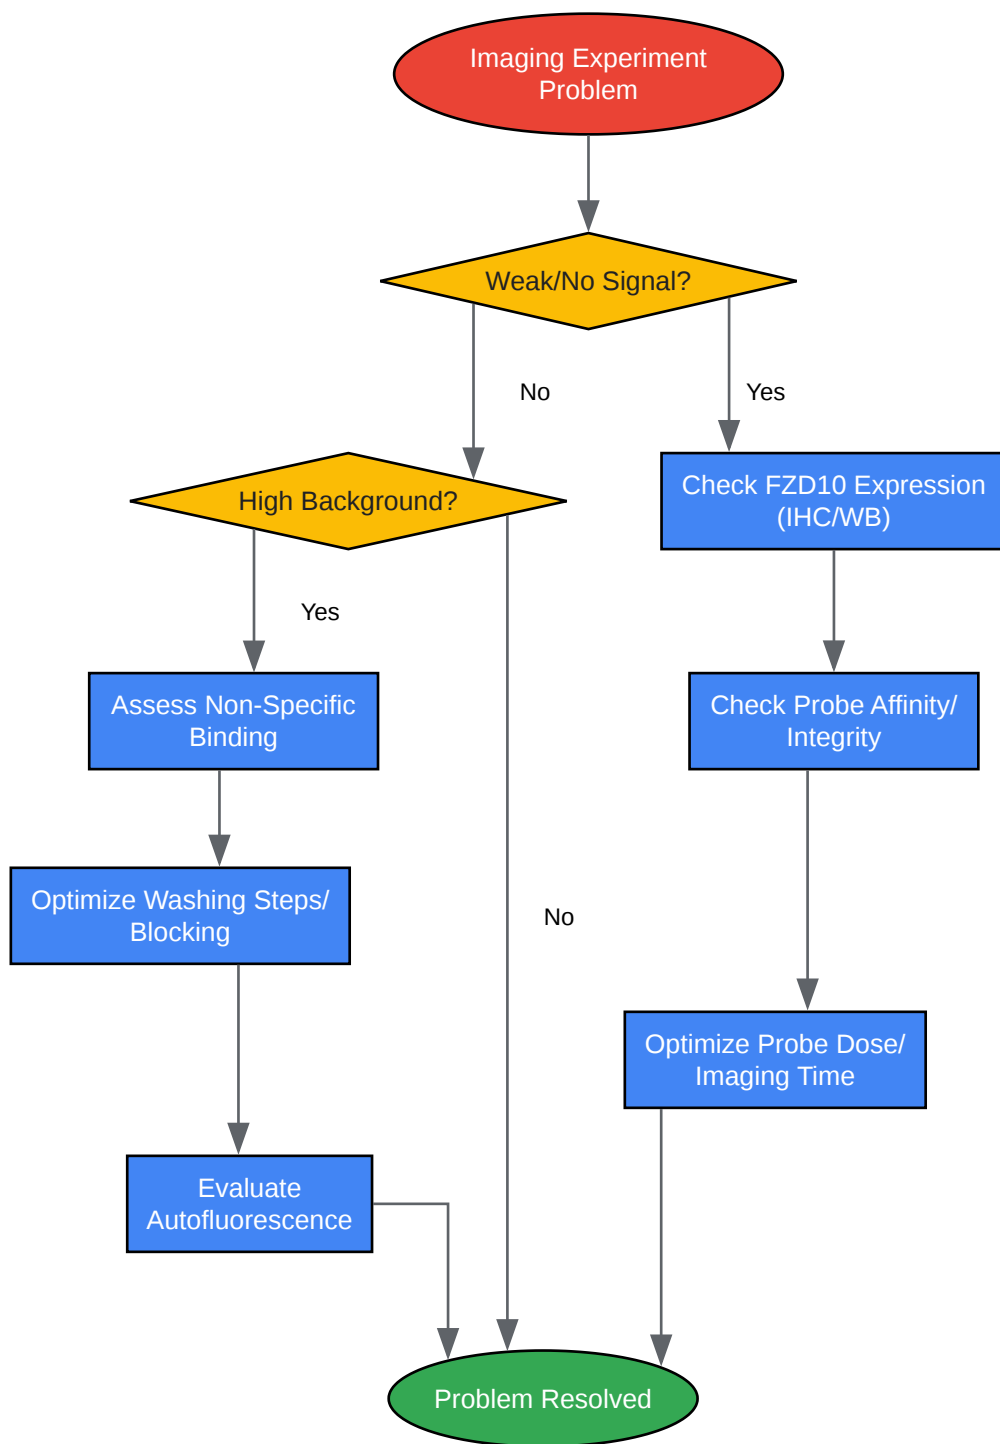 Imaging Experiment
Problem
Weak/No Signal?
No
Yes
High Background?
Check FZD10 Expression
(IHC/WB)
Yes
Assess Non-Specific
Binding
Check Probe Affinity/
Integrity
Optimize Washing Steps/
Blocking
No
Optimize Probe Dose/
Imaging Time
Evaluate
Autofluorescence
Problem Resolved